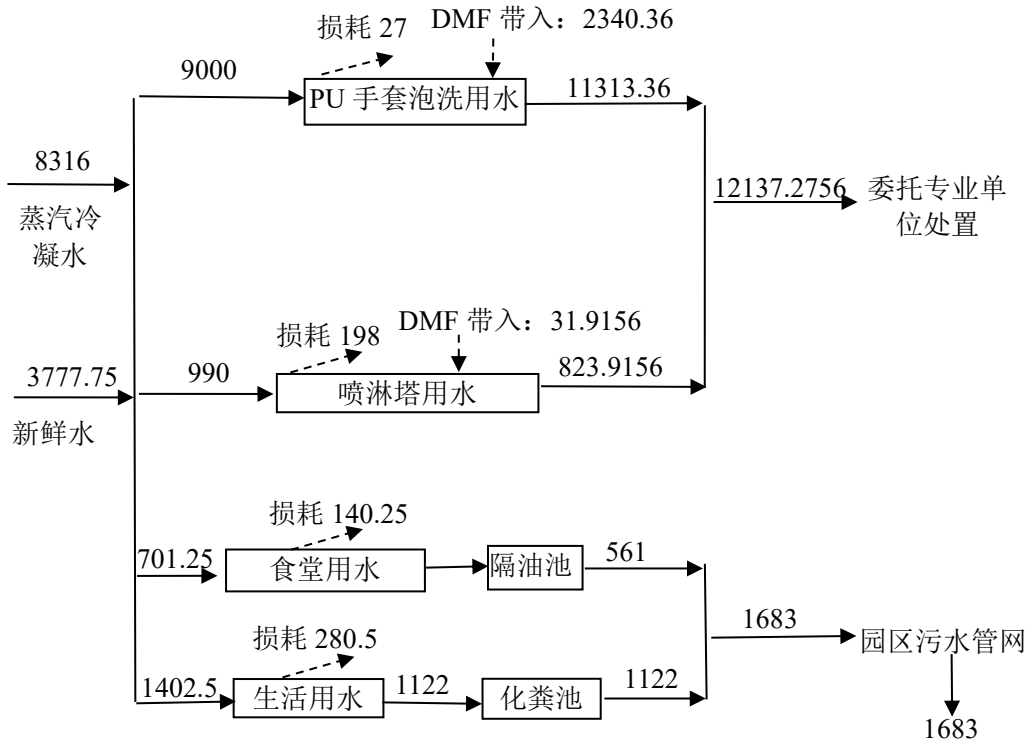 损耗 27
DMF 带入：2340.36
9000
PU 手套泡洗用水
11313.36
8316
蒸汽冷
凝水
12137.2756
委托专业单
位处置
损耗 198
DMF 带入：31.9156
3777.75
990
喷淋塔用水
823.9156
新鲜水
损耗 140.25
701.25
食堂用水
隔油池
561
1683
园区污水管网
损耗 280.5
1402.5
生活用水
1122
化粪池
1122
1683